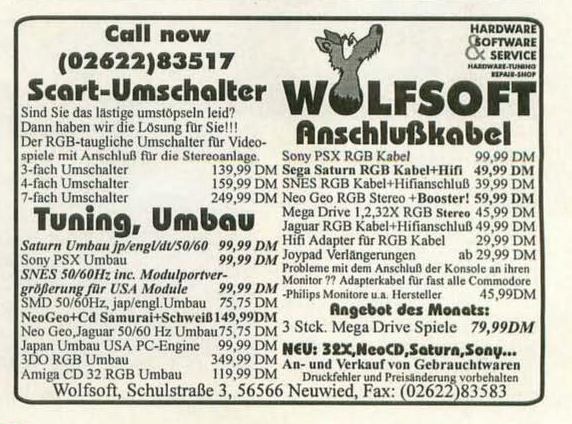 Call now
(02622)83517
Scart-Umschalter
Sind Sie das lästige umstöpseln leid?
Dann haben wir die Lösung für Sie!!!
Der RGB-taugliche Umschalter für Video-
spiele mit Anschluß für die Stereoanlage.
3-fach Umschalter 139,99 DM
4-fach Umschalter 159,99 DM
7-fach Umschalter 249,99 DM
Tuning, Umbau
Saturn Umbau jp/engl/dt/50/60 99,99 DM
Sony PSX Umbau 99,99 DM
SNES 50/60Hz inc. Modulportver-
größerung für USA Module 99,99 DM
SMD 50/60Hz, jap/engl.Umbau 75,75 DM
NeoGeo+Cd Samurai+Schweiß 149,99DM
Neo Geo,Jaguar 50/60 Hz Umbau 75,75 DM
Japan Umbau USA PC-Engine 99,99 DM
3DO RGB Umbau 349,99 DM
Amiga CD 32 RGB Umbau 119,99 DM
HARDWARE
SOFTWARE
& SERVICE
HARDWARE-TUNING
REPAIR-SHOP
WOLFSOFT
Anschlußkabel
Sony PSX RGB Kabel 99,99 DM
Sega Saturn RGB Kabel+Hifi 49,99 DM
SNES RGB Kabel+Hifianschluß 39,99 DM
Neo Geo RGB Stereo +Booster! 59,99 DM
Mega Drive 1,2,32X RGB Stereo 45,99 DM
Jaguar RGB Kabel+Hifianschluß 49,99 DM
Hifi Adapter für RGB Kabel 29,99 DM
Joypad Verlängerungen ab 29,99 DM
Probleme mit dem Anschluß der Konsole an ihren
Monitor ?? Adapterkabel für fast alle Commodore
-Philips Monitore u.a. Hersteller 45,99DM
Angebot des Monats:
3 Stck. Mega Drive Spiele 79,99DM
NEU: 32X,NeoCD,Saturn,Sony...
An- und Verkauf von Gebrauchtwaren
Druckfehler und Preisänderung vorbehalten
Wolfsoft, Schulstraße 3, 56566 Neuwied, Fax: (02622)83583